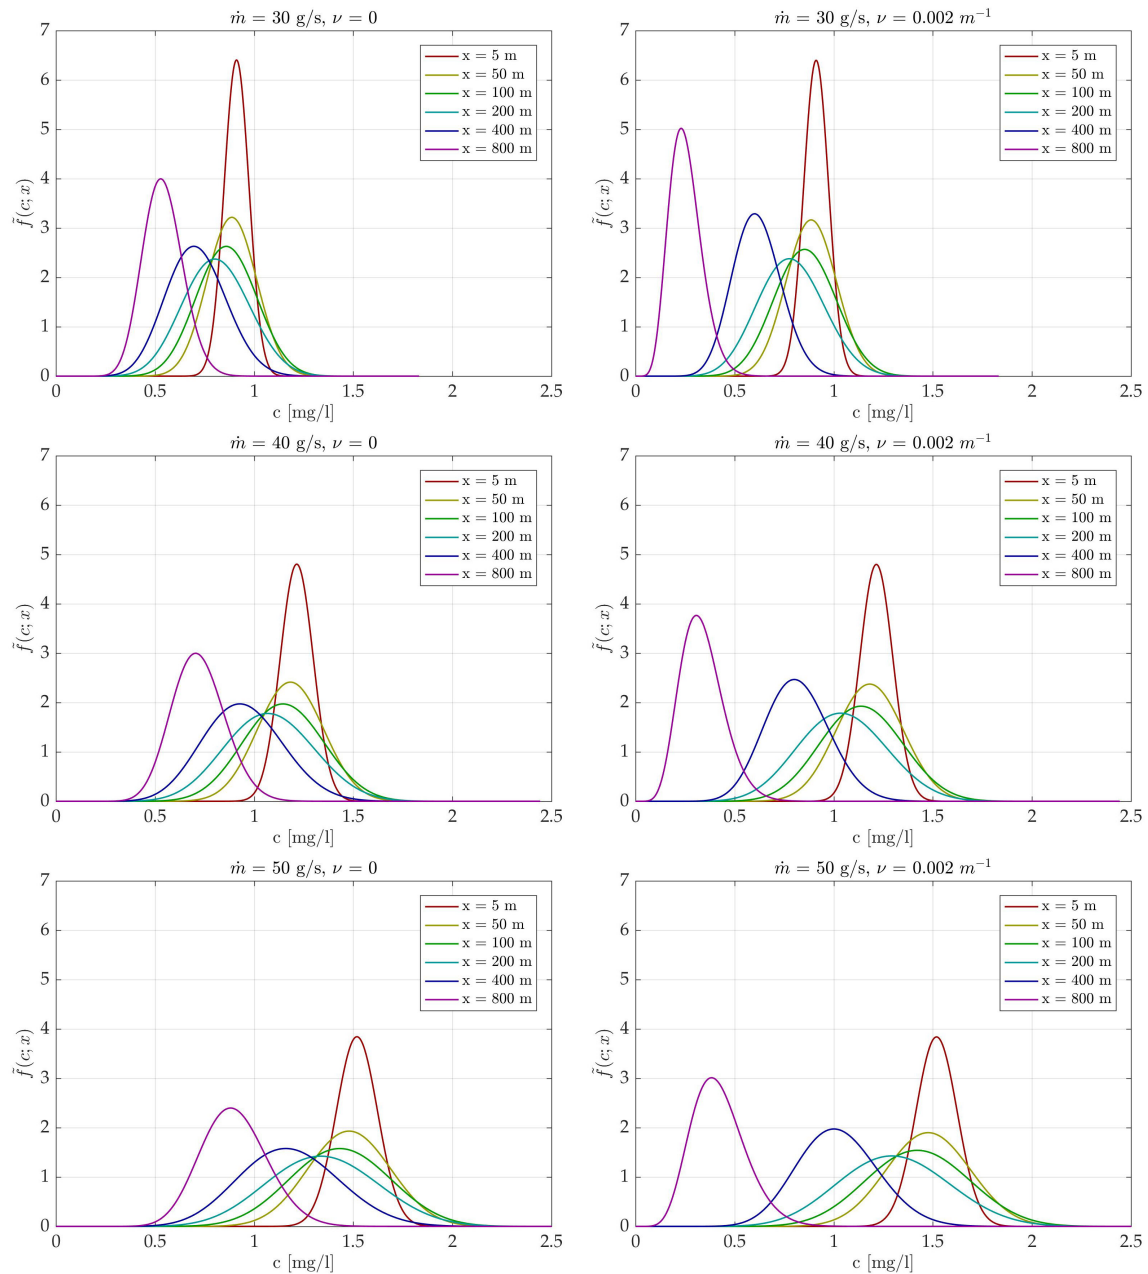 ṁ = 30 g/s, ν = 0
7
6
5
4
3
2
1
0
f̃(c; x)
x = 5 m
x = 50 m
x = 100 m
x = 200 m
x = 400 m
x = 800 m
0 0.5 1 1.5 2 2.5
c [mg/l]
ṁ = 30 g/s, ν = 0.002 m⁻¹
7
6
5
4
3
2
1
0
f̃(c; x)
x = 5 m
x = 50 m
x = 100 m
x = 200 m
x = 400 m
x = 800 m
0 0.5 1 1.5 2 2.5
c [mg/l]
ṁ = 40 g/s, ν = 0
7
6
5
4
3
2
1
0
f̃(c; x)
x = 5 m
x = 50 m
x = 100 m
x = 200 m
x = 400 m
x = 800 m
0 0.5 1 1.5 2 2.5
c [mg/l]
ṁ = 40 g/s, ν = 0.002 m⁻¹
7
6
5
4
3
2
1
0
f̃(c; x)
x = 5 m
x = 50 m
x = 100 m
x = 200 m
x = 400 m
x = 800 m
0 0.5 1 1.5 2 2.5
c [mg/l]
ṁ = 50 g/s, ν = 0
7
6
5
4
3
2
1
0
f̃(c; x)
x = 5 m
x = 50 m
x = 100 m
x = 200 m
x = 400 m
x = 800 m
0 0.5 1 1.5 2 2.5
c [mg/l]
ṁ = 50 g/s, ν = 0.002 m⁻¹
7
6
5
4
3
2
1
0
f̃(c; x)
x = 5 m
x = 50 m
x = 100 m
x = 200 m
x = 400 m
x = 800 m
0 0.5 1 1.5 2 2.5
c [mg/l]